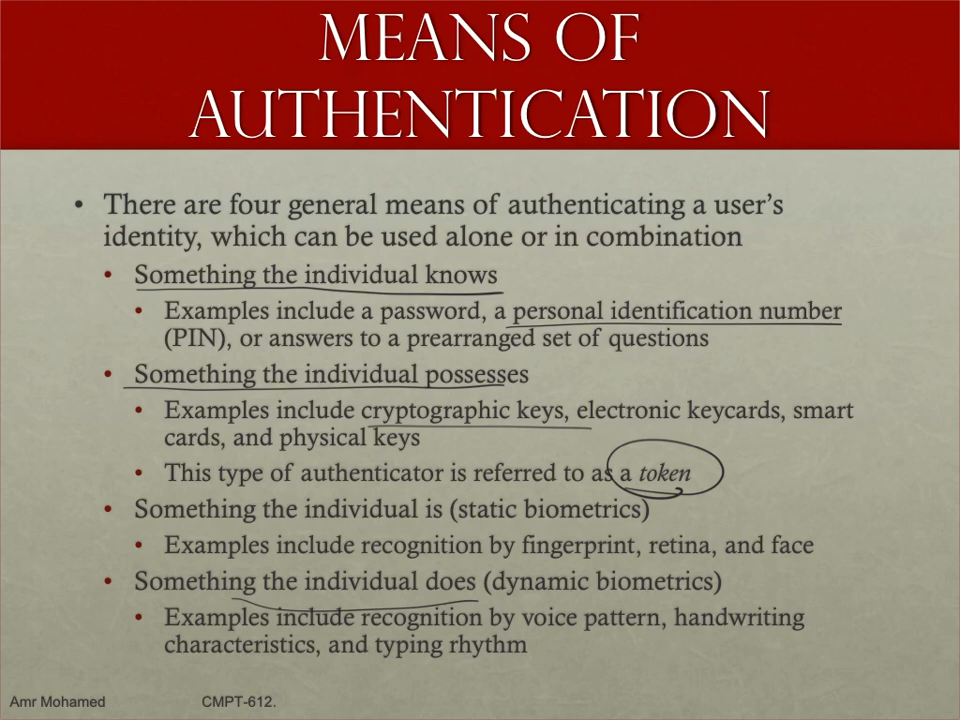 MEANS OF
AUTHENTICATION
• There are four general means of authenticating a user's
identity, which can be used alone or in combination
• Something the individual knows
• Examples include a password, a personal identification number
(PIN), or answers to a prearranged set of questions
• Something the individual possesses
• Examples include cryptographic keys, electronic keycards, smart
cards, and physical keys
• This type of authenticator is referred to as a token
• Something the individual is (static biometrics)
• Examples include recognition by fingerprint, retina, and face
• Something the individual does (dynamic biometrics)
• Examples include recognition by voice pattern, handwriting
characteristics, and typing rhythm
Amr Mohamed CMPT-612.